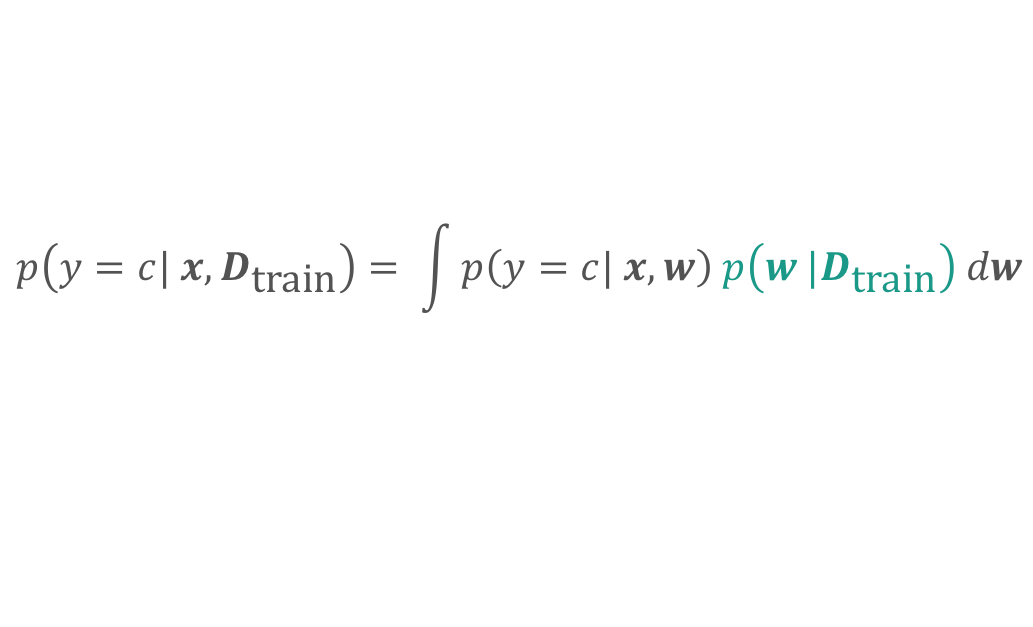 p(y = c| x, D_train) = ∫ p(y = c| x, w) p(w |D_train) dw